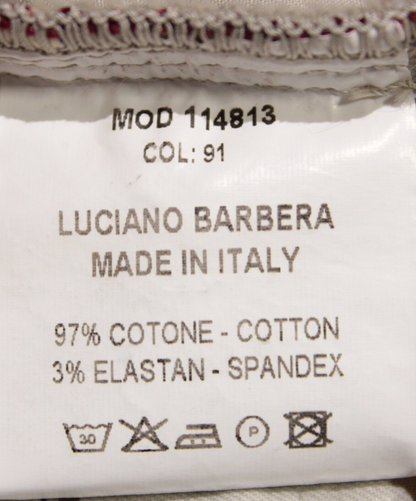 MOD 114813
COL: 91
LUCIANO BARBERA
MADE IN ITALY
97% COTONE - COTTON
3% ELASTAN - SPANDEX
30 P